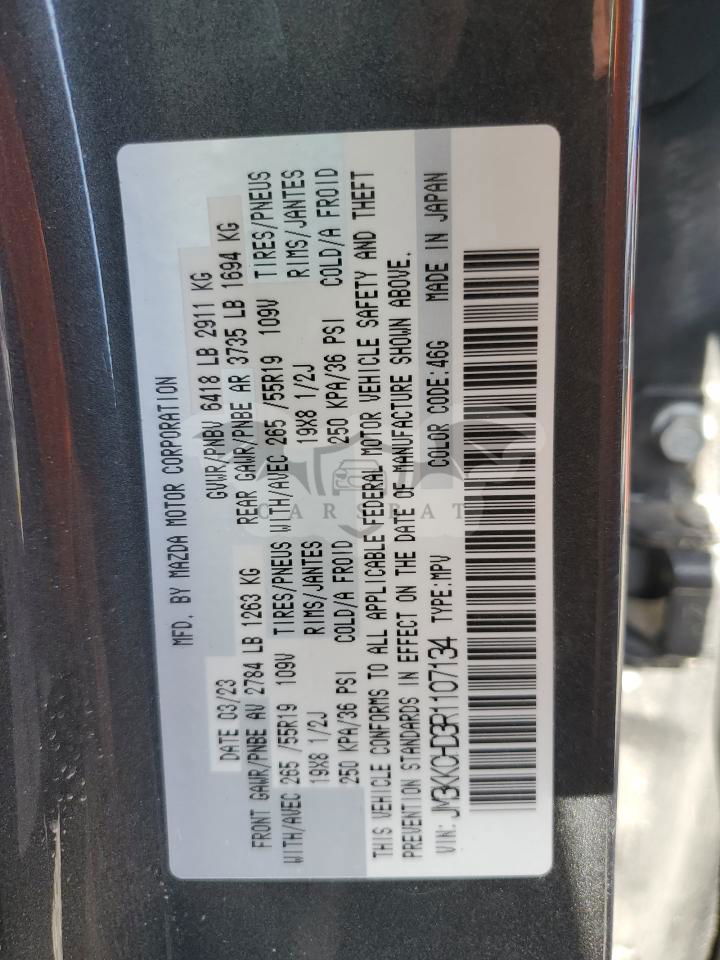 MFD. BY MAZDA MOTOR CORPORATION
DATE 03/23 GVWR/PNBV 6418 LB 2911 KG
FRONT GAWR/PNBE AV 2784 LB 1263 KG REAR GAWR/PNBE AR 3735 LB 1694 KG
WITH/AVEC 265 /55R19 109V TIRES/PNEUS WITH/AVEC 265 /55R19 109V TIRES/PNEUS
19X8 1/2J RIMS/JANTES 19X8 1/2J RIMS/JANTES
250 KPA/36 PSI COLD/A FROID 250 KPA/36 PSI COLD/A FROID
THIS VEHICLE CONFORMS TO ALL APPLICABLE FEDERAL MOTOR VEHICLE SAFETY AND THEFT
PREVENTION STANDARDS IN EFFECT ON THE DATE OF MANUFACTURE SHOWN ABOVE.
VIN: JM3KKCHD3R1107134 TYPE:MPV COLOR CODE:46G MADE IN JAPAN
CARSBAT